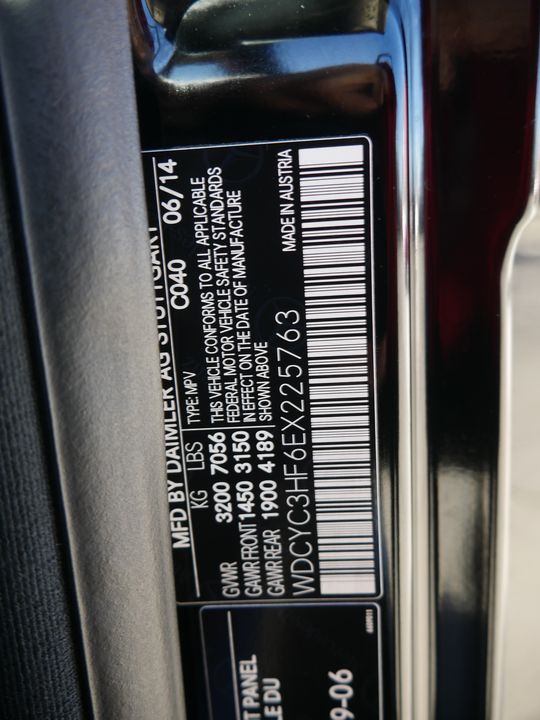 MFD BY DAIMLER AG STUTTGART
C040 06/14
KG LBS TYPE: MPV
GVWR 3200 7056 THIS VEHICLE CONFORMS TO ALL APPLICABLE
GAWR FRONT 1450 3150 FEDERAL MOTOR VEHICLE SAFETY STANDARDS
GAWR REAR 1900 4189 IN EFFECT ON THE DATE OF MANUFACTURE
SHOWN ABOVE
WDCYC3HF6EX225763 MADE IN AUSTRIA
T PANEL
LE DU
9-06